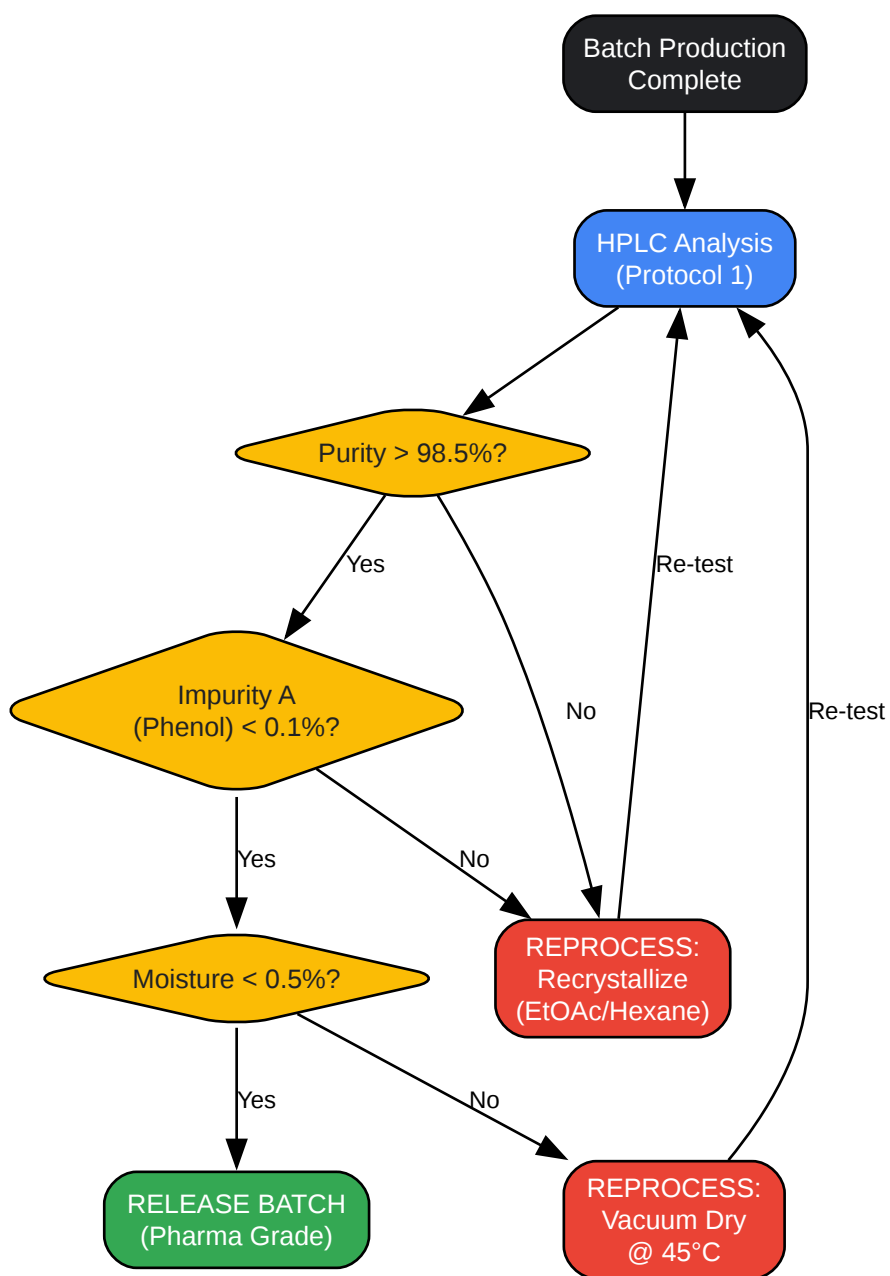 Batch Production
Complete
HPLC Analysis
(Protocol 1)
Purity > 98.5%?
Yes
Re-test
Impurity A
(Phenol) < 0.1%?
No
Re-test
Yes
No
REPROCESS:
Recrystallize
(EtOAc/Hexane)
Moisture < 0.5%?
Yes
No
RELEASE BATCH
(Pharma Grade)
REPROCESS:
Vacuum Dry
@ 45°C